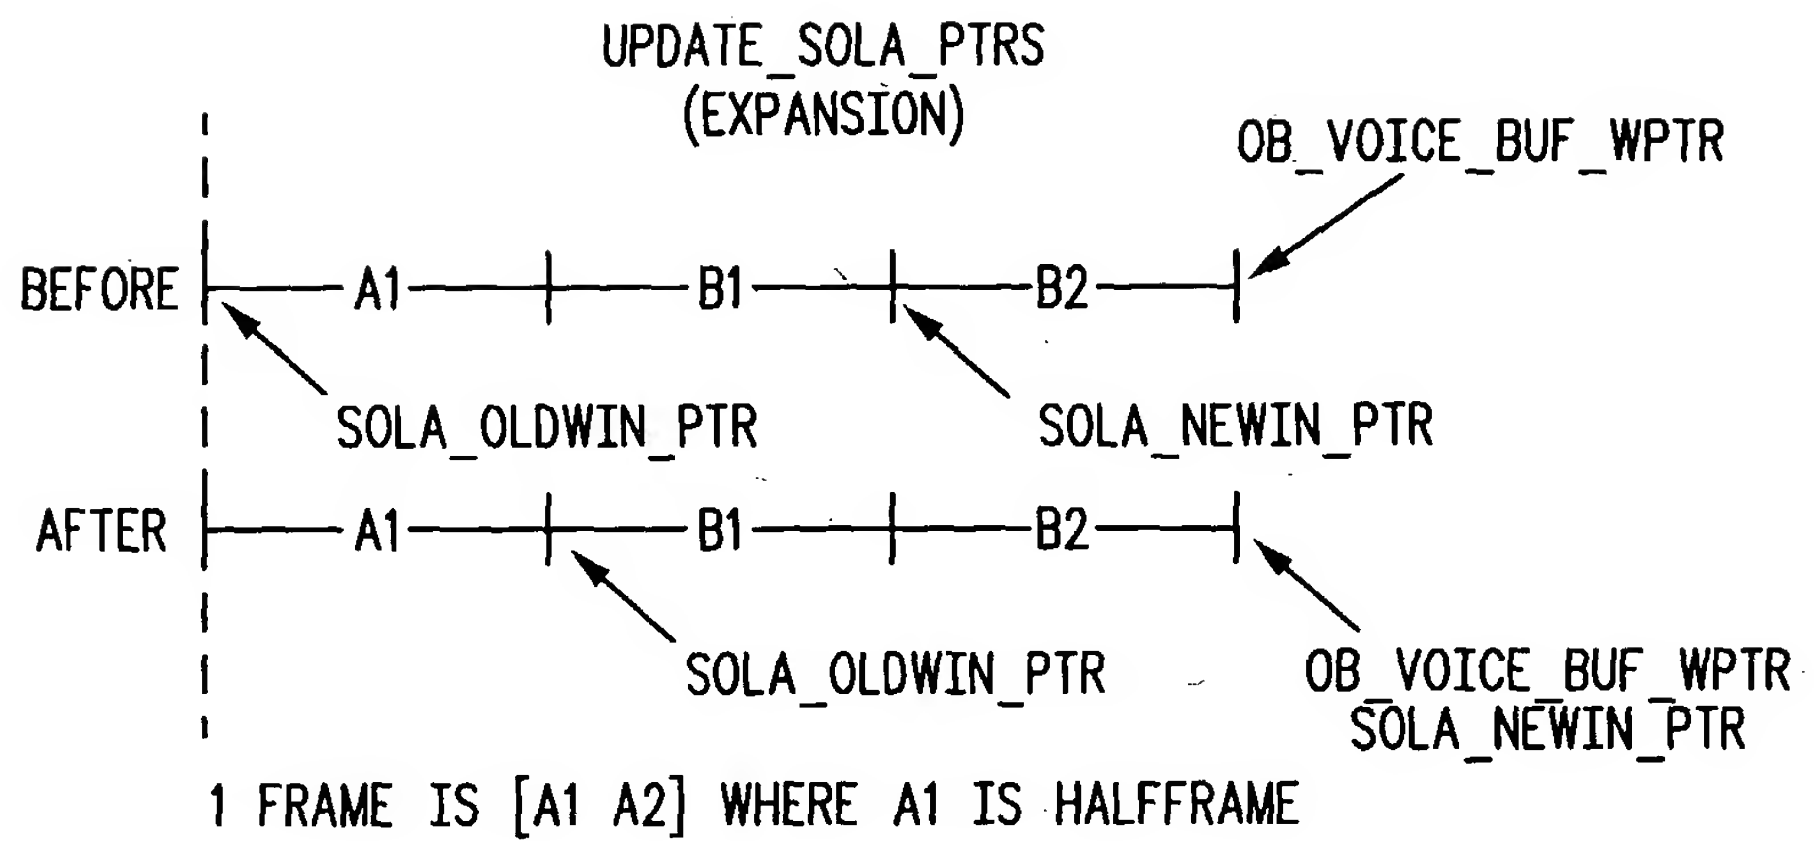 UPDATE_SOLA_PTRS
(EXPANSION)
OB_VOICE_BUF_WPTR
BEFORE A1 B1 B2
SOLA_OLDWIN_PTR SOLA_NEWIN_PTR
AFTER A1 B1 B2
SOLA_OLDWIN_PTR OB_VOICE_BUF_WPTR
SOLA_NEWIN_PTR
1 FRAME IS [A1 A2] WHERE A1 IS HALFFRAME